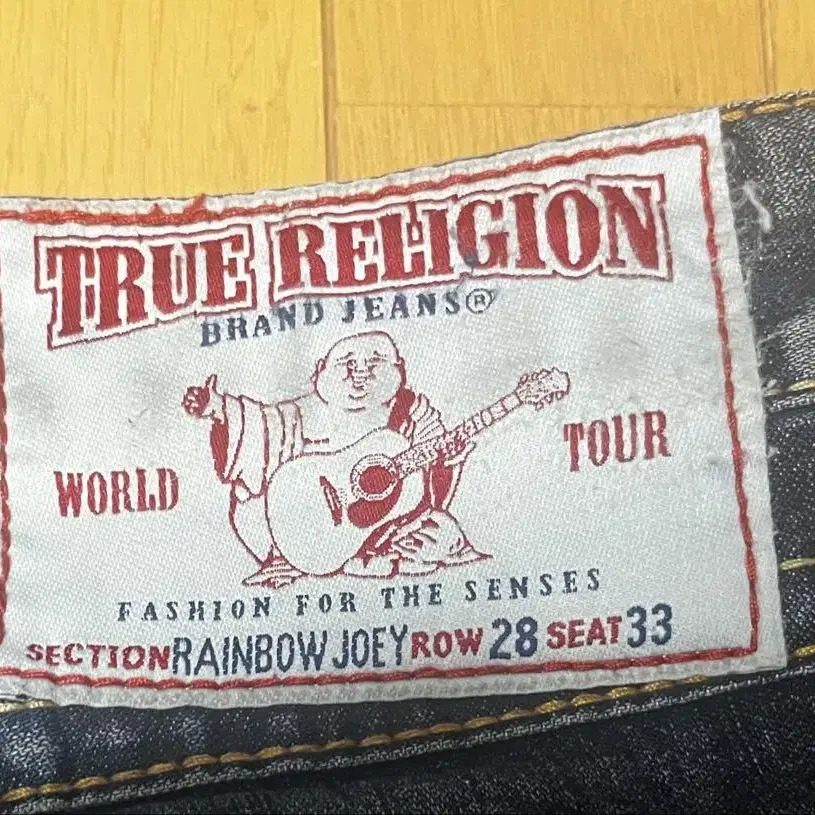 TRUE RELIGION
BRAND JEANS®
WORLD TOUR
FASHION FOR THE SENSES
SECTION RAINBOW JOEY ROW 28 SEAT 33